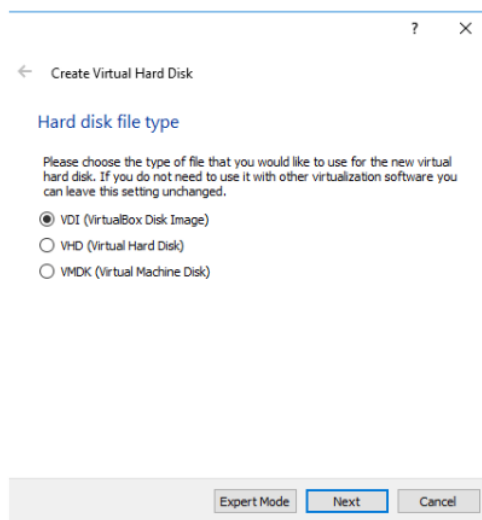 ?
Create Virtual Hard Disk
Hard disk file type
Please choose the type of file that you would like to use for the new virtual
hard disk. If you do not need to use it with other virtualization software you
can leave this setting unchanged.
VDI (VirtualBox Disk Image)
VHD (Virtual Hard Disk)
VMDK (Virtual Machine Disk)
Expert Mode Next Cancel